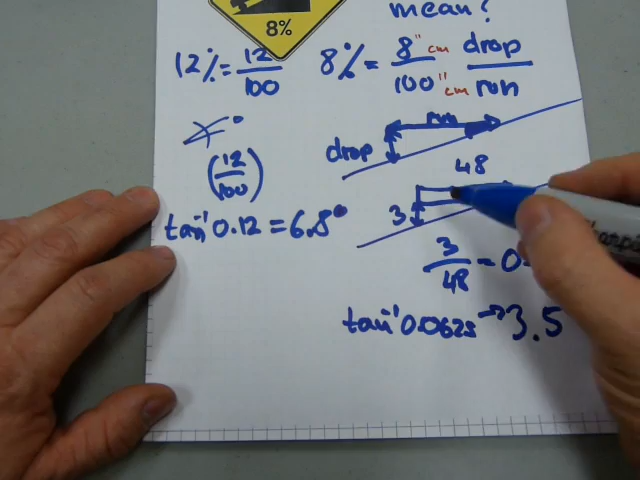 8%
mean?
12% = 12/100
8% = 8" cm / 100" cm drop/run
run
drop
(12/100)
48
3
tan⁻¹ 0.12 = 6.8°
3/48 = 0.
tan⁻¹ 0.0625 → 3.5